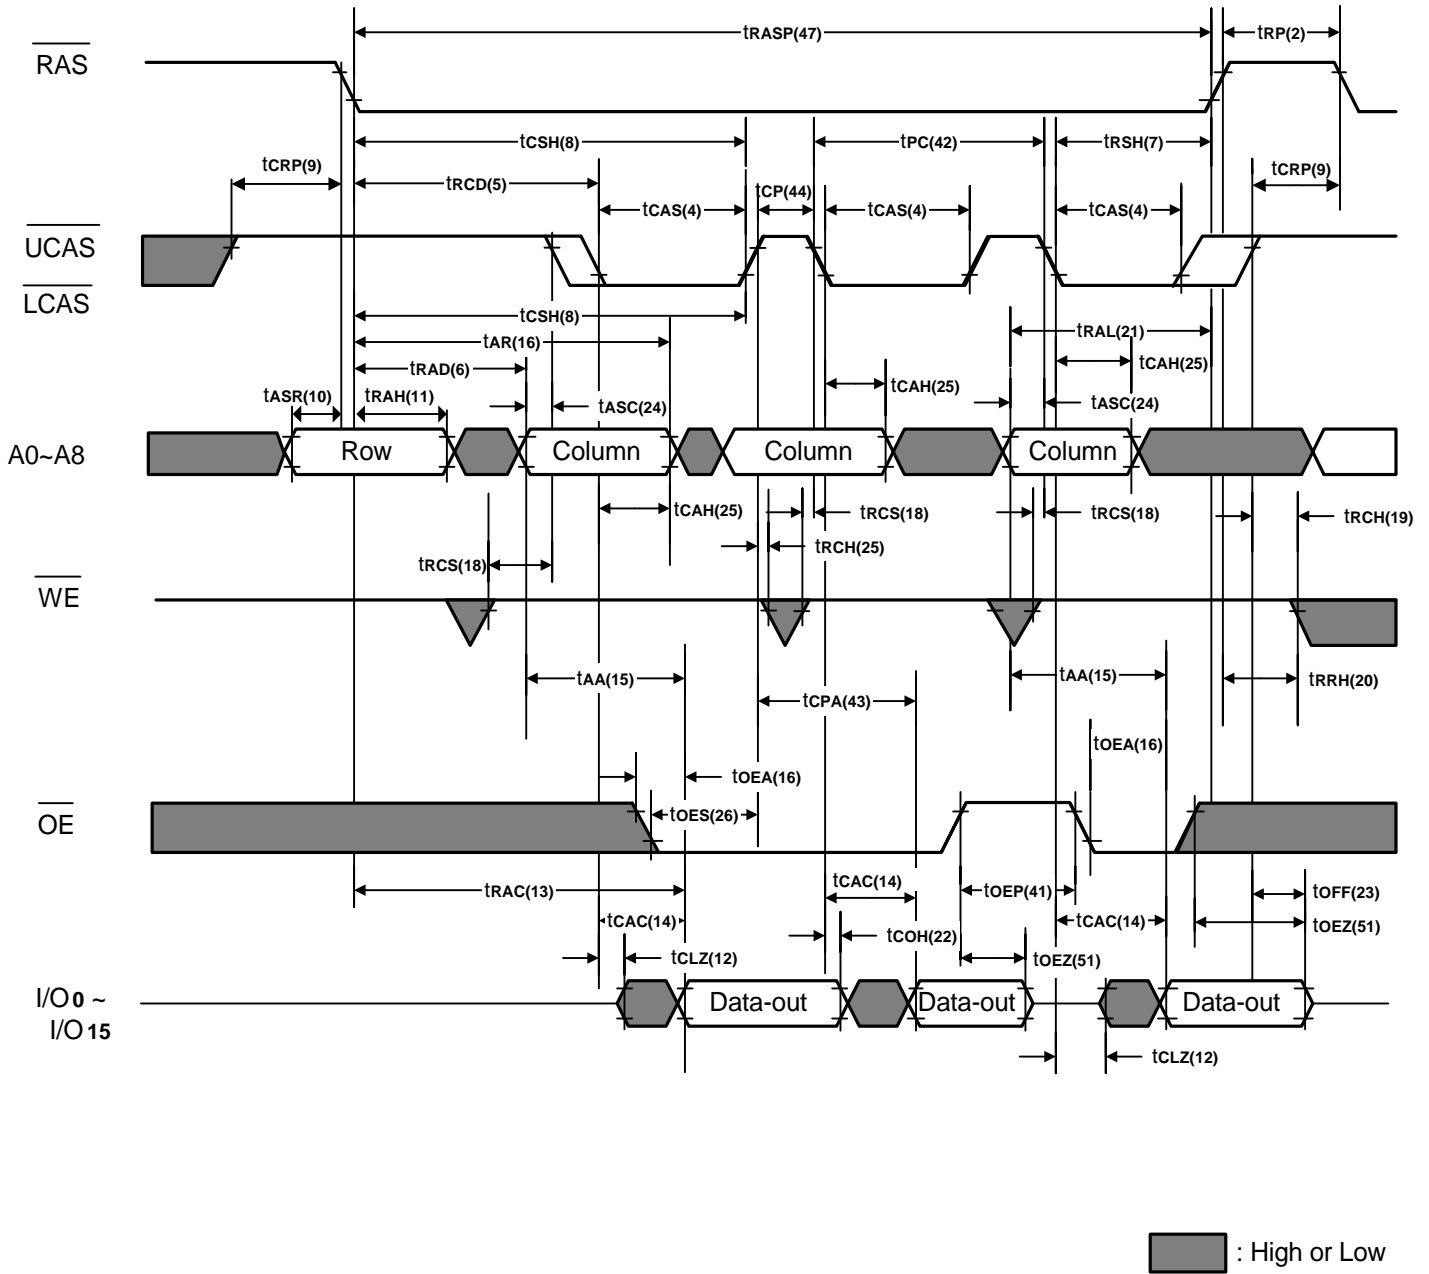 tRASP(47)
tRP(2)
RAS
tCSH(8)
tPC(42)
tRSH(7)
tCRP(9)
tRCD(5)
tCP(44)
tCRP(9)
tCAS(4)
tCAS(4)
tCAS(4)
UCAS
LCAS
tCSH(8)
tRAL(21)
tAR(16)
tRAD(6)
tCAH(25)
tCAH(25)
tASR(10)
tRAH(11)
tASC(24)
tASC(24)
A0~A8
Row
Column
Column
Column
tCAH(25)
tRCS(18)
tRCS(18)
tRCH(19)
tRCH(25)
tRCS(18)
WE
tAA(15)
tAA(15)
tRRH(20)
tCPA(43)
tOEA(16)
tOEA(16)
OE
tOES(26)
tRAC(13)
tCAC(14)
tOEP(41)
tOFF(23)
tCAC(14)
tCOH(22)
tCAC(14)
tOEZ(51)
tCLZ(12)
tOEZ(51)
I/O0 ~
I/O15
Data-out
Data-out
Data-out
tCLZ(12)
: High or Low